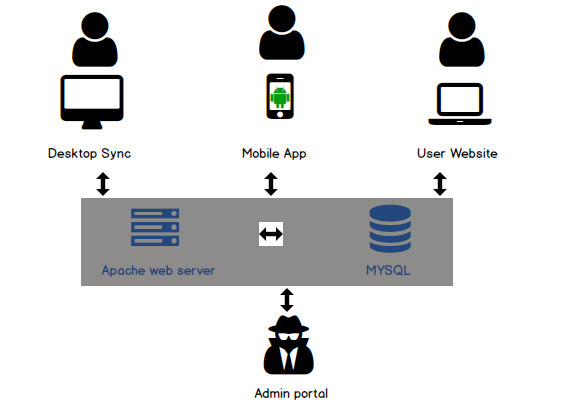 Desktop Sync
Mobile App
User Website
Apache web server
MYSQL
Admin portal